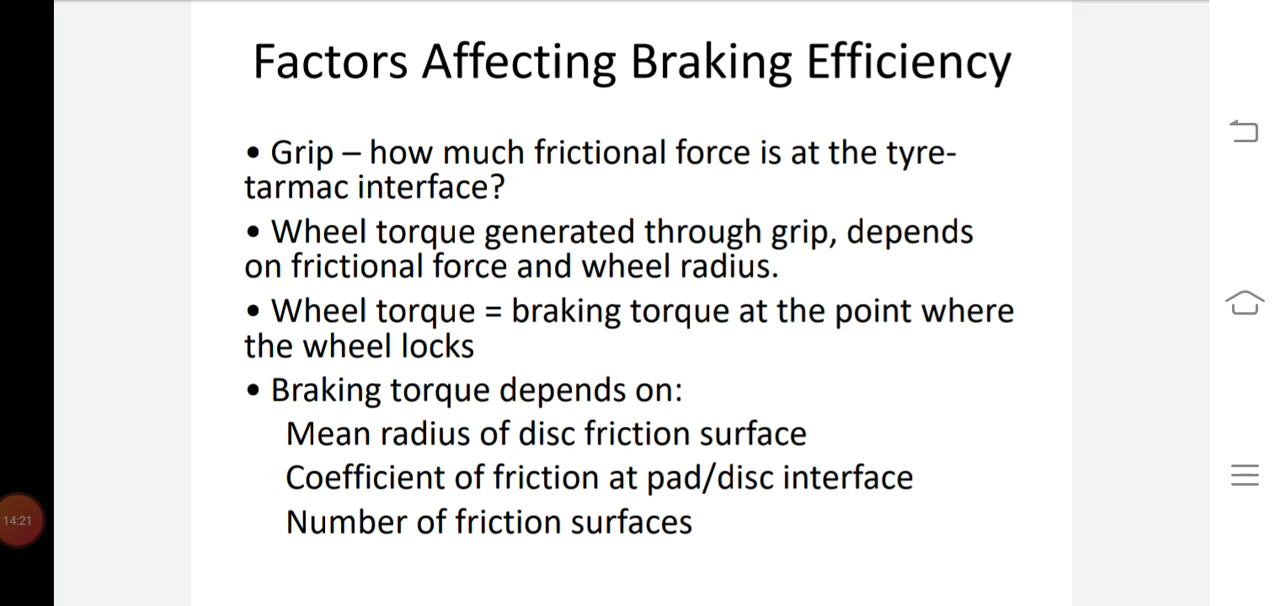 Factors Affecting Braking Efficiency
• Grip – how much frictional force is at the tyre-
tarmac interface?
• Wheel torque generated through grip, depends
on frictional force and wheel radius.
• Wheel torque = braking torque at the point where
the wheel locks
• Braking torque depends on:
Mean radius of disc friction surface
Coefficient of friction at pad/disc interface
Number of friction surfaces
14:21